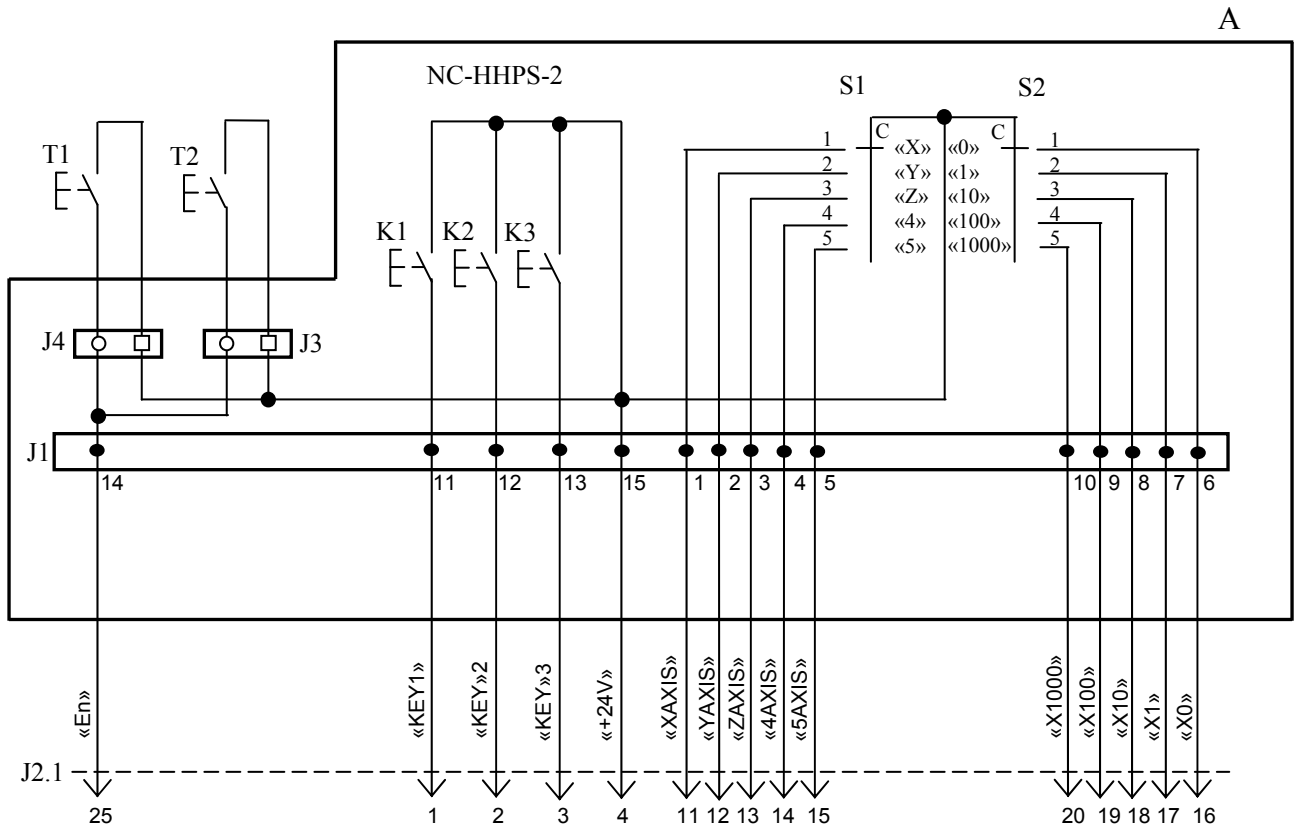 A
NC-HHPS-2
S1 S2
T1 T2
1 C «X» «0» C 1
2 «Y» «1» 2
3 «Z» «10» 3
4 «4» «100» 4
5 «5» «1000» 5
K1 K2 K3
J4 J3
J1
14 11 12 13 15 1 2 3 4 5 10 9 8 7 6
«En» «KEY1» «KEY»2 «KEY»3 «+24V» «XAXIS» «YAXIS» «ZAXIS» «4AXIS» «5AXIS» «X1000» «X100» «X10» «X1» «X0»
J2.1
25 1 2 3 4 11 12 13 14 15 20 19 18 17 16